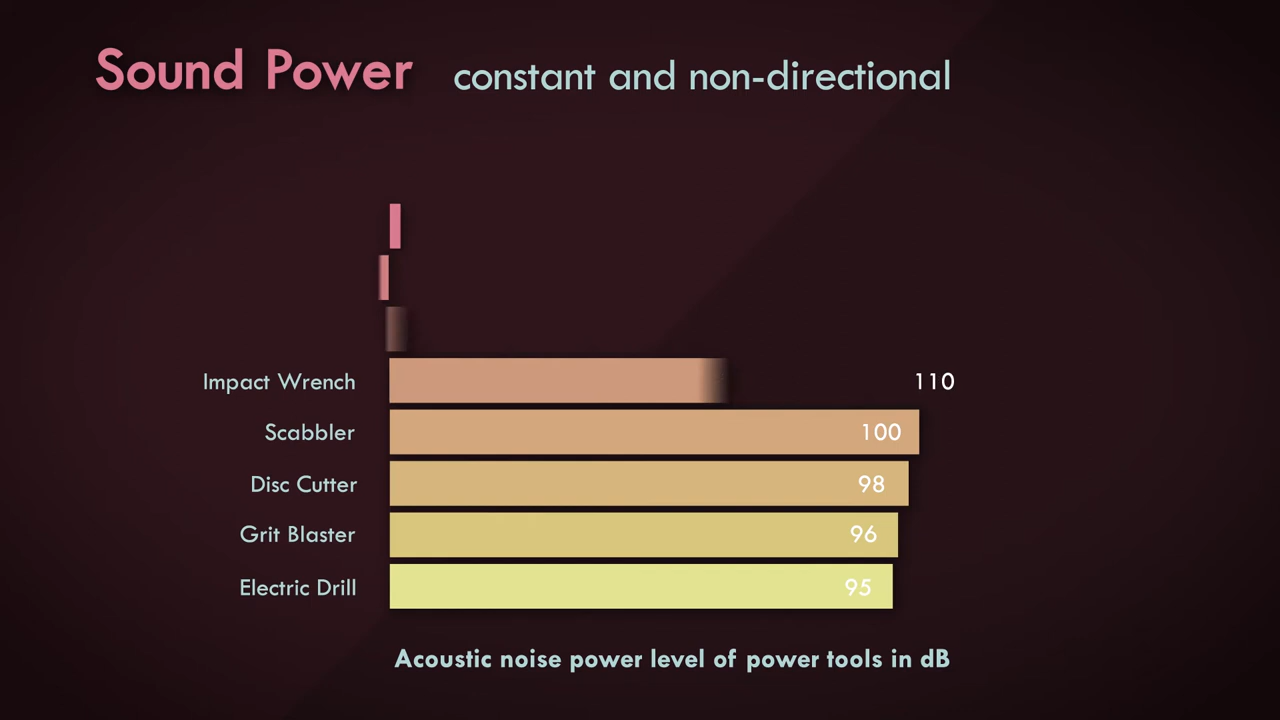 Sound Power constant and non-directional
Impact Wrench 110
Scabbler 100
Disc Cutter 98
Grit Blaster 96
Electric Drill 95
Acoustic noise power level of power tools in dB